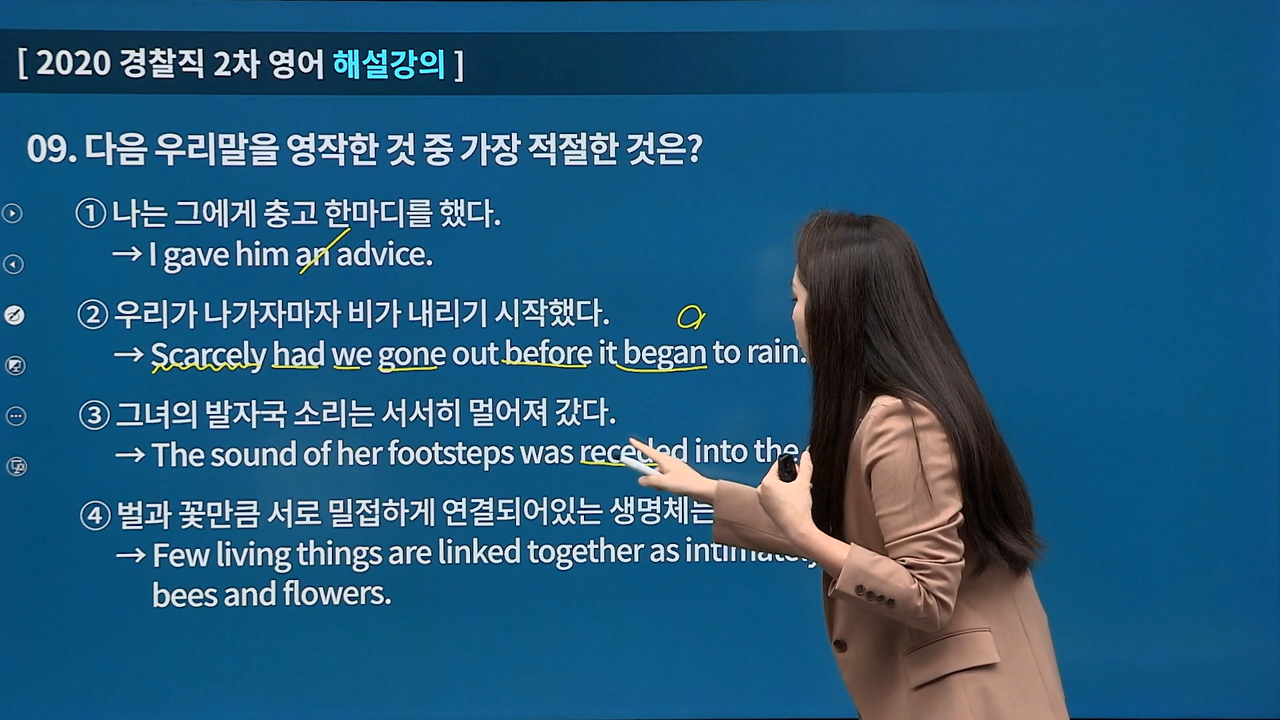 [ 2020 경찰직 2차 영어 해설강의 ]
09. 다음 우리말을 영작한 것 중 가장 적절한 것은?
① 나는 그에게 충고 한마디를 했다.
→ I gave him an advice.
② 우리가 나가자마자 비가 내리기 시작했다.
→ Scarcely had we gone out before it began to rain.
③ 그녀의 발자국 소리는 서서히 멀어져 갔다.
→ The sound of her footsteps was receded into the
④ 벌과 꽃만큼 서로 밀접하게 연결되어있는 생명체는
→ Few living things are linked together as intimately
bees and flowers.